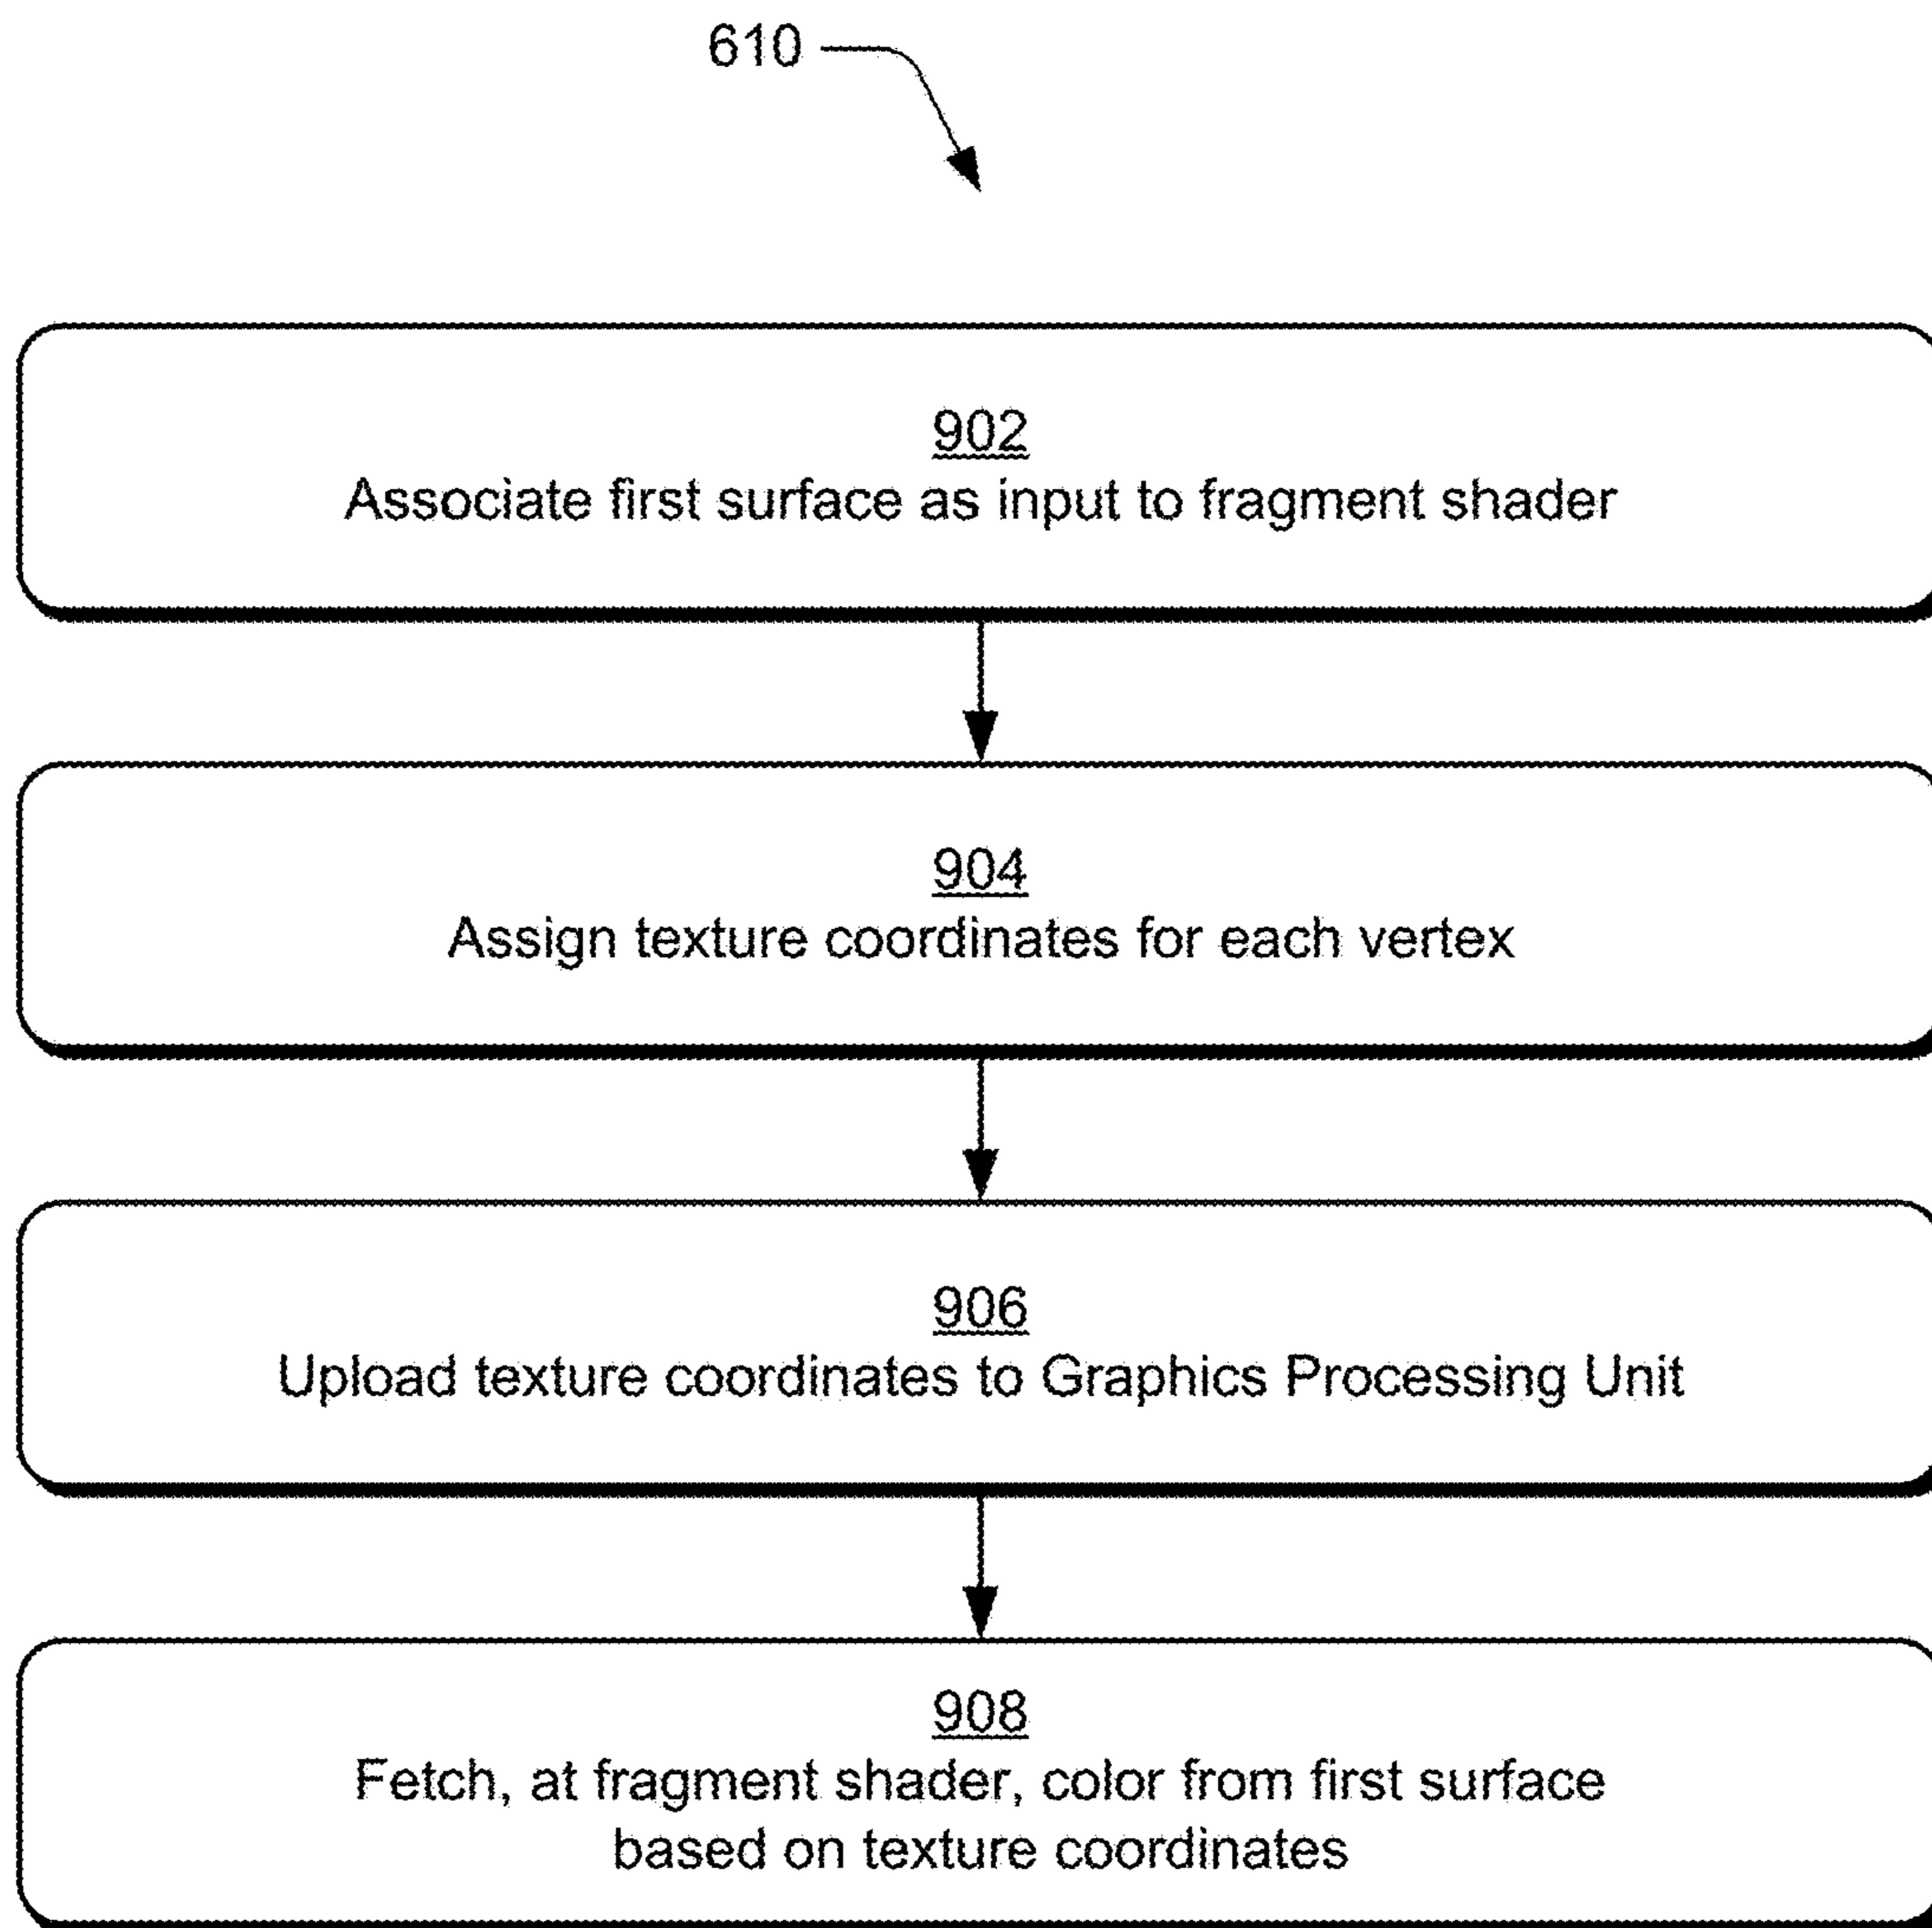 610
902
Associate first surface as input to fragment shader
904
Assign texture coordinates for each vertex
906
Upload texture coordinates to Graphics Processing Unit
908
Fetch, at fragment shader, color from first surface
based on texture coordinates